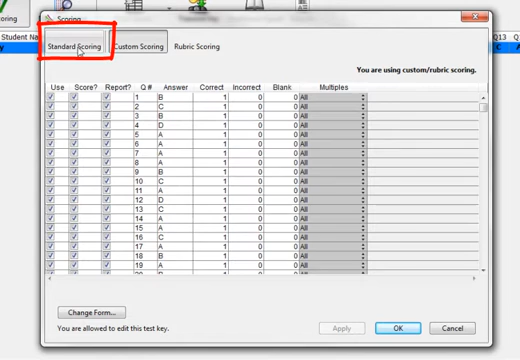 Scoring...
coring
Student Name
Q13
Q
Standard Scoring
Custom Scoring
Rubric Scoring
You are using custom/rubric scoring.
Use Score? Report? Q # Answer Correct Incorrect Blank Multiples
1 B 1 0 0 All
2 C 1 0 0 All
3 B 1 0 0 All
4 D 1 0 0 All
5 A 1 0 0 All
6 A 1 0 0 All
7 A 1 0 0 All
8 A 1 0 0 All
9 B 1 0 0 All
10 C 1 0 0 All
11 A 1 0 0 All
12 D 1 0 0 All
13 C 1 0 0 All
14 A 1 0 0 All
15 A 1 0 0 All
16 C 1 0 0 All
17 A 1 0 0 All
18 B 1 0 0 All
19 A 1 0 0 All
Change Form...
You are allowed to edit this test key.
Apply
OK
Cancel